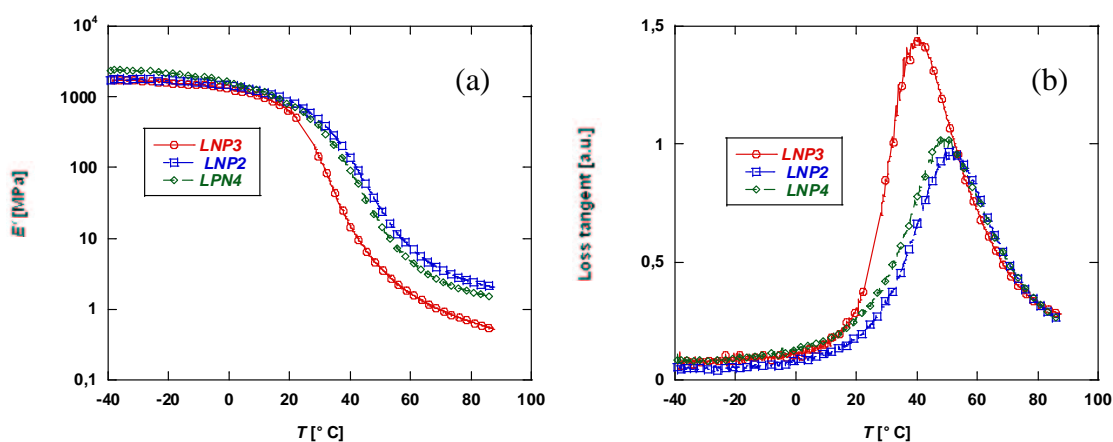 10⁴
1000
100
10
1
0,1
E' [MPa]
(a)
LNP3
LNP2
LPN4
-40 -20 0 20 40 60 80 100
T [° C]
1,5
1
0,5
0
Loss tangent [a.u.]
(b)
LNP3
LNP2
LNP4
-40 -20 0 20 40 60 80 100
T [° C]